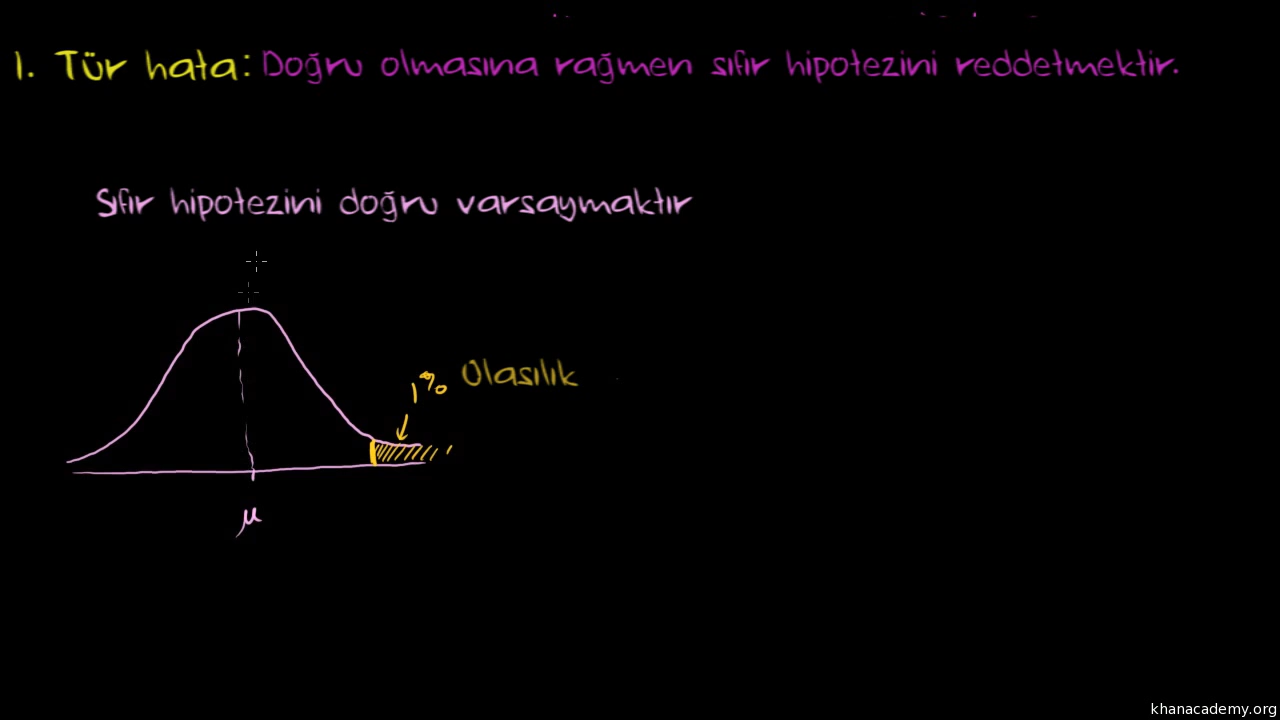 1. Tür hata: Doğru olmasına rağmen sıfır hipotezini reddetmektir.
Sıfır hipotezini doğru varsaymaktır
1% Olasılık
μ
khanacademy.org